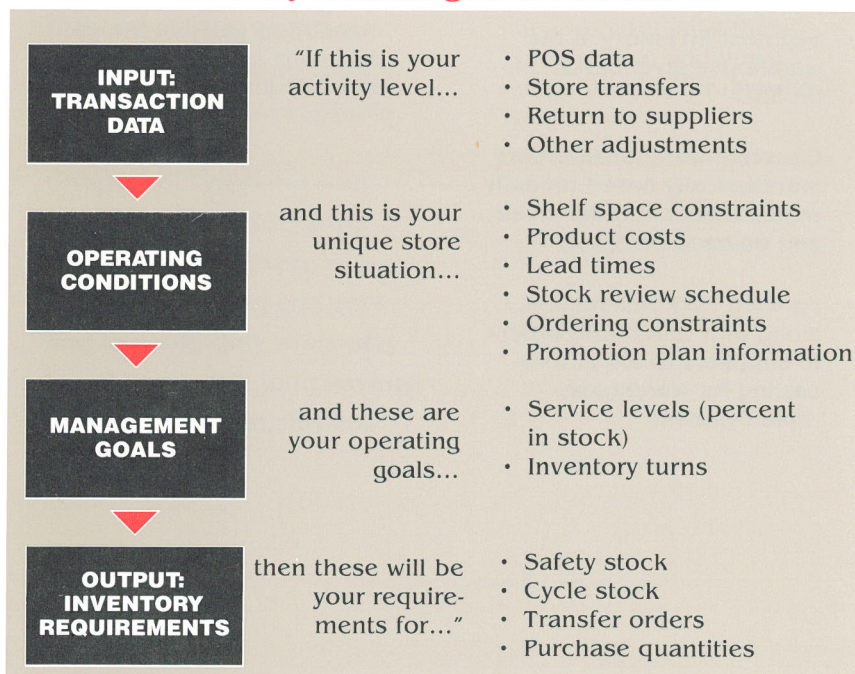 INPUT:
TRANSACTION
DATA
"If this is your
activity level...
• POS data
• Store transfers
• Return to suppliers
• Other adjustments
OPERATING
CONDITIONS
and this is your
unique store
situation...
• Shelf space constraints
• Product costs
• Lead times
• Stock review schedule
• Ordering constraints
• Promotion plan information
MANAGEMENT
GOALS
and these are
your operating
goals...
• Service levels (percent
in stock)
• Inventory turns
OUTPUT:
INVENTORY
REQUIREMENTS
then these will be
your require-
ments for..."
• Safety stock
• Cycle stock
• Transfer orders
• Purchase quantities